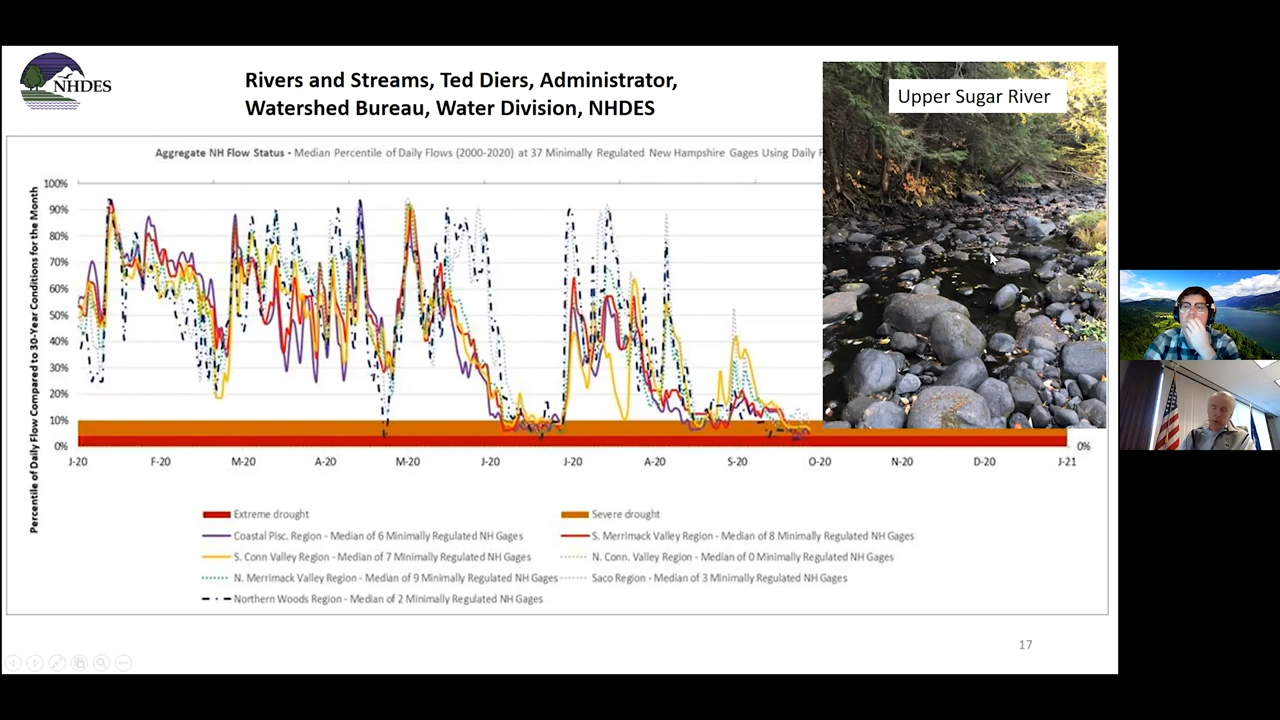 NHDES
Rivers and Streams, Ted Diers, Administrator,
Watershed Bureau, Water Division, NHDES
Upper Sugar River
Aggregate NH Flow Status - Median Percentile of Daily Flows (2000-2020) at 37 Minimally Regulated New Hampshire Gages Using Daily F
Percentile of Daily Flow Compared to 30-Year Conditions for the Month
100%
90%
80%
70%
60%
50%
40%
30%
20%
10%
0%
0%
J-20 F-20 M-20 A-20 M-20 J-20 J-20 A-20 S-20 O-20 N-20 D-20 J-21
Extreme drought
Severe drought
Coastal Pisc. Region - Median of 6 Minimally Regulated NH Gages
S. Merrimack Valley Region - Median of 8 Minimally Regulated NH Gages
S. Conn Valley Region - Median of 7 Minimally Regulated NH Gages
N. Conn. Valley Region - Median of 0 Minimally Regulated NH Gages
N. Merrimack Valley Region - Median of 9 Minimally Regulated NH Gages
Saco Region - Median of 3 Minimally Regulated NH Gages
Northern Woods Region - Median of 2 Minimally Regulated NH Gages
17